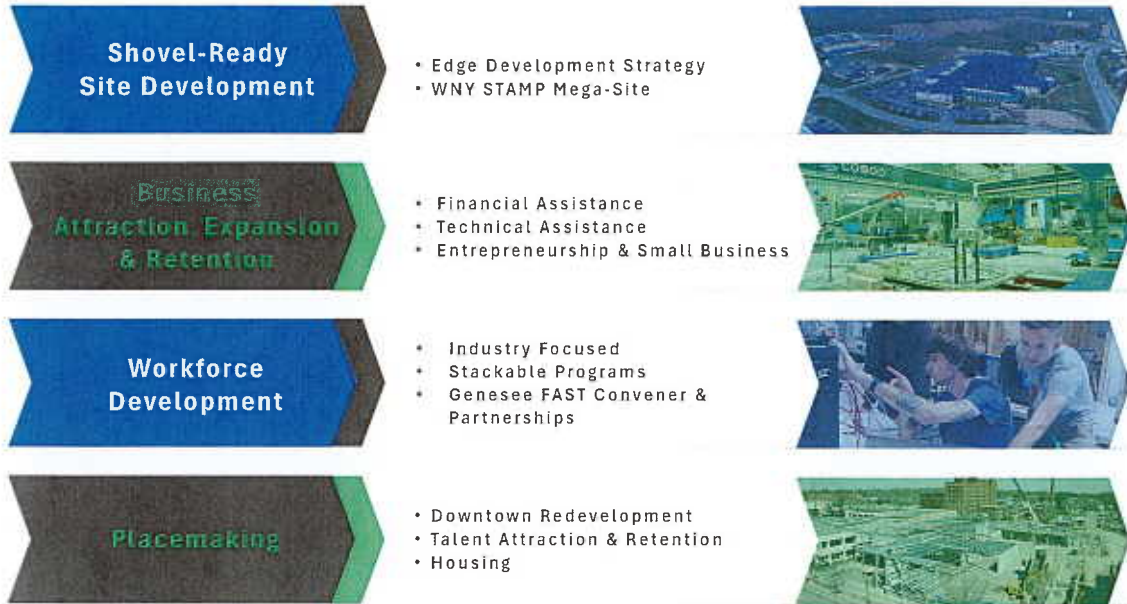 Shovel-Ready
Site Development
• Edge Development Strategy
• WNY STAMP Mega-Site
Business
Attraction Expansion
& Retention
• Financial Assistance
• Technical Assistance
• Entrepreneurship & Small Business
Workforce
Development
• Industry Focused
• Stackable Programs
• Genesee FAST Convener &
Partnerships
Placemaking
• Downtown Redevelopment
• Talent Attraction & Retention
• Housing